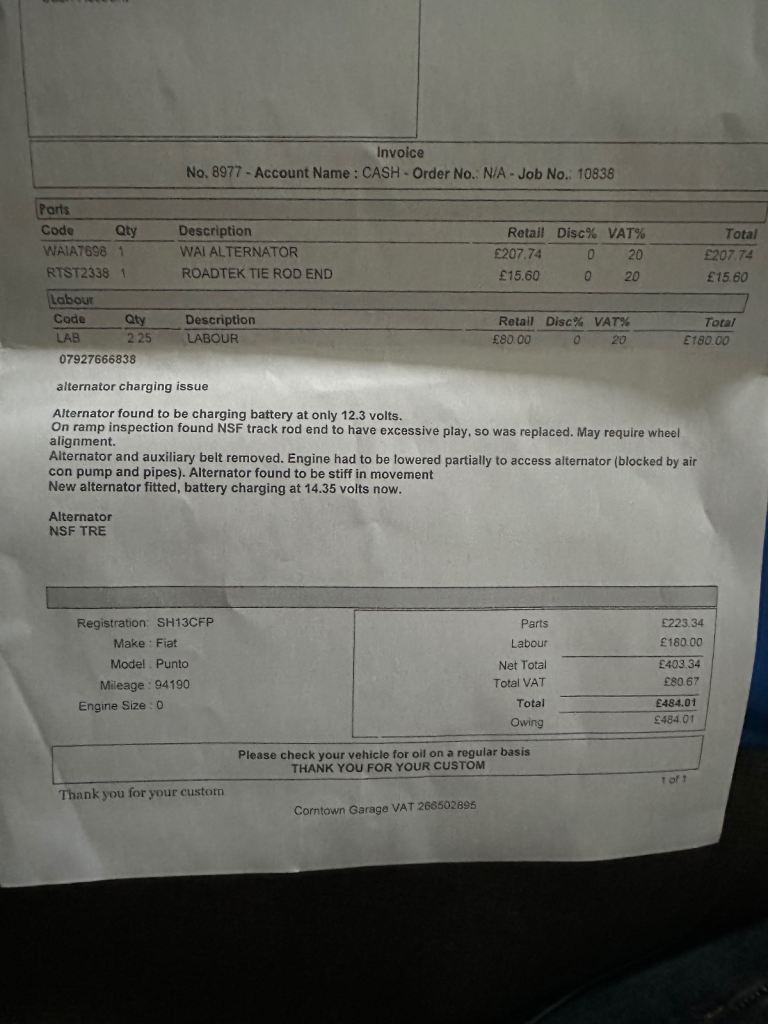 Invoice
No. 8977 - Account Name : CASH - Order No.: N/A - Job No.: 10838
Parts
Code Qty Description Retail Disc% VAT% Total
WAIA7698 1 WAI ALTERNATOR £207.74 0 20 £207.74
RTST2338 1 ROADTEK TIE ROD END £15.60 0 20 £15.60
Labour
Code Qty Description Retail Disc% VAT% Total
LAB 2.25 LABOUR £80.00 0 20 £180.00
07927666838
alternator charging issue
Alternator found to be charging battery at only 12.3 volts.
On ramp inspection found NSF track rod end to have excessive play, so was replaced. May require wheel
alignment.
Alternator and auxiliary belt removed. Engine had to be lowered partially to access alternator (blocked by air
con pump and pipes). Alternator found to be stiff in movement
New alternator fitted, battery charging at 14.35 volts now.
Alternator
NSF TRE
Registration: SH13CFP
Make : Fiat
Model : Punto
Mileage : 94190
Engine Size : 0
Parts £223.34
Labour £180.00
Net Total £403.34
Total VAT £80.67
Total £484.01
Owing £484.01
Please check your vehicle for oil on a regular basis
THANK YOU FOR YOUR CUSTOM
1 of 1
Thank you for your custom
Corntown Garage VAT 266502895